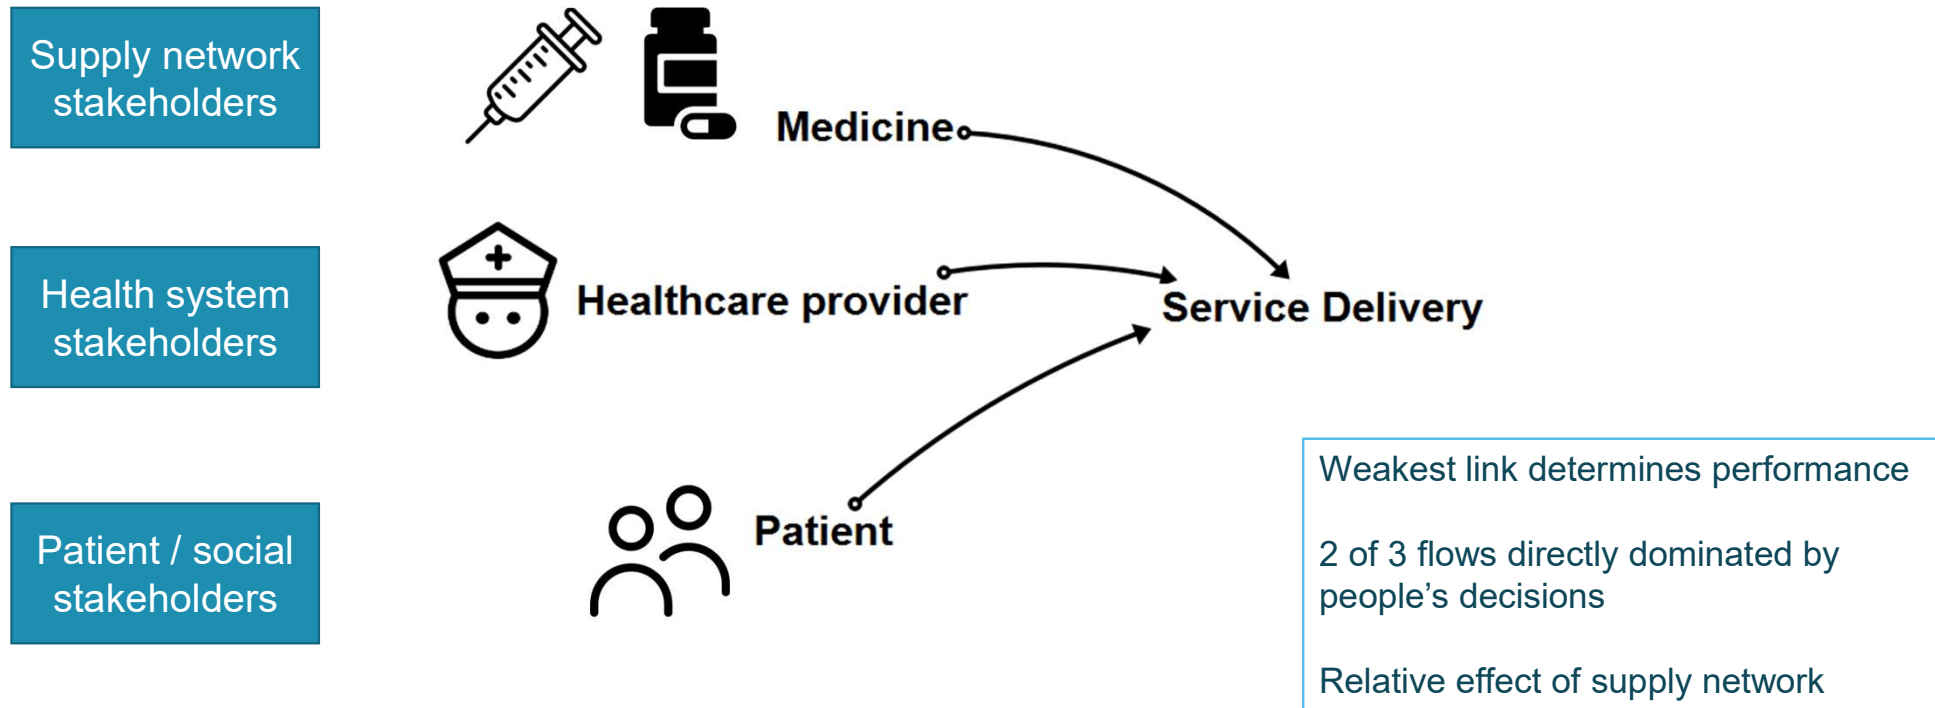 Supply network
stakeholders
Medicine
Health system
stakeholders
Healthcare provider
Service Delivery
Patient / social
stakeholders
Patient
Weakest link determines performance
2 of 3 flows directly dominated by
people’s decisions
Relative effect of supply network